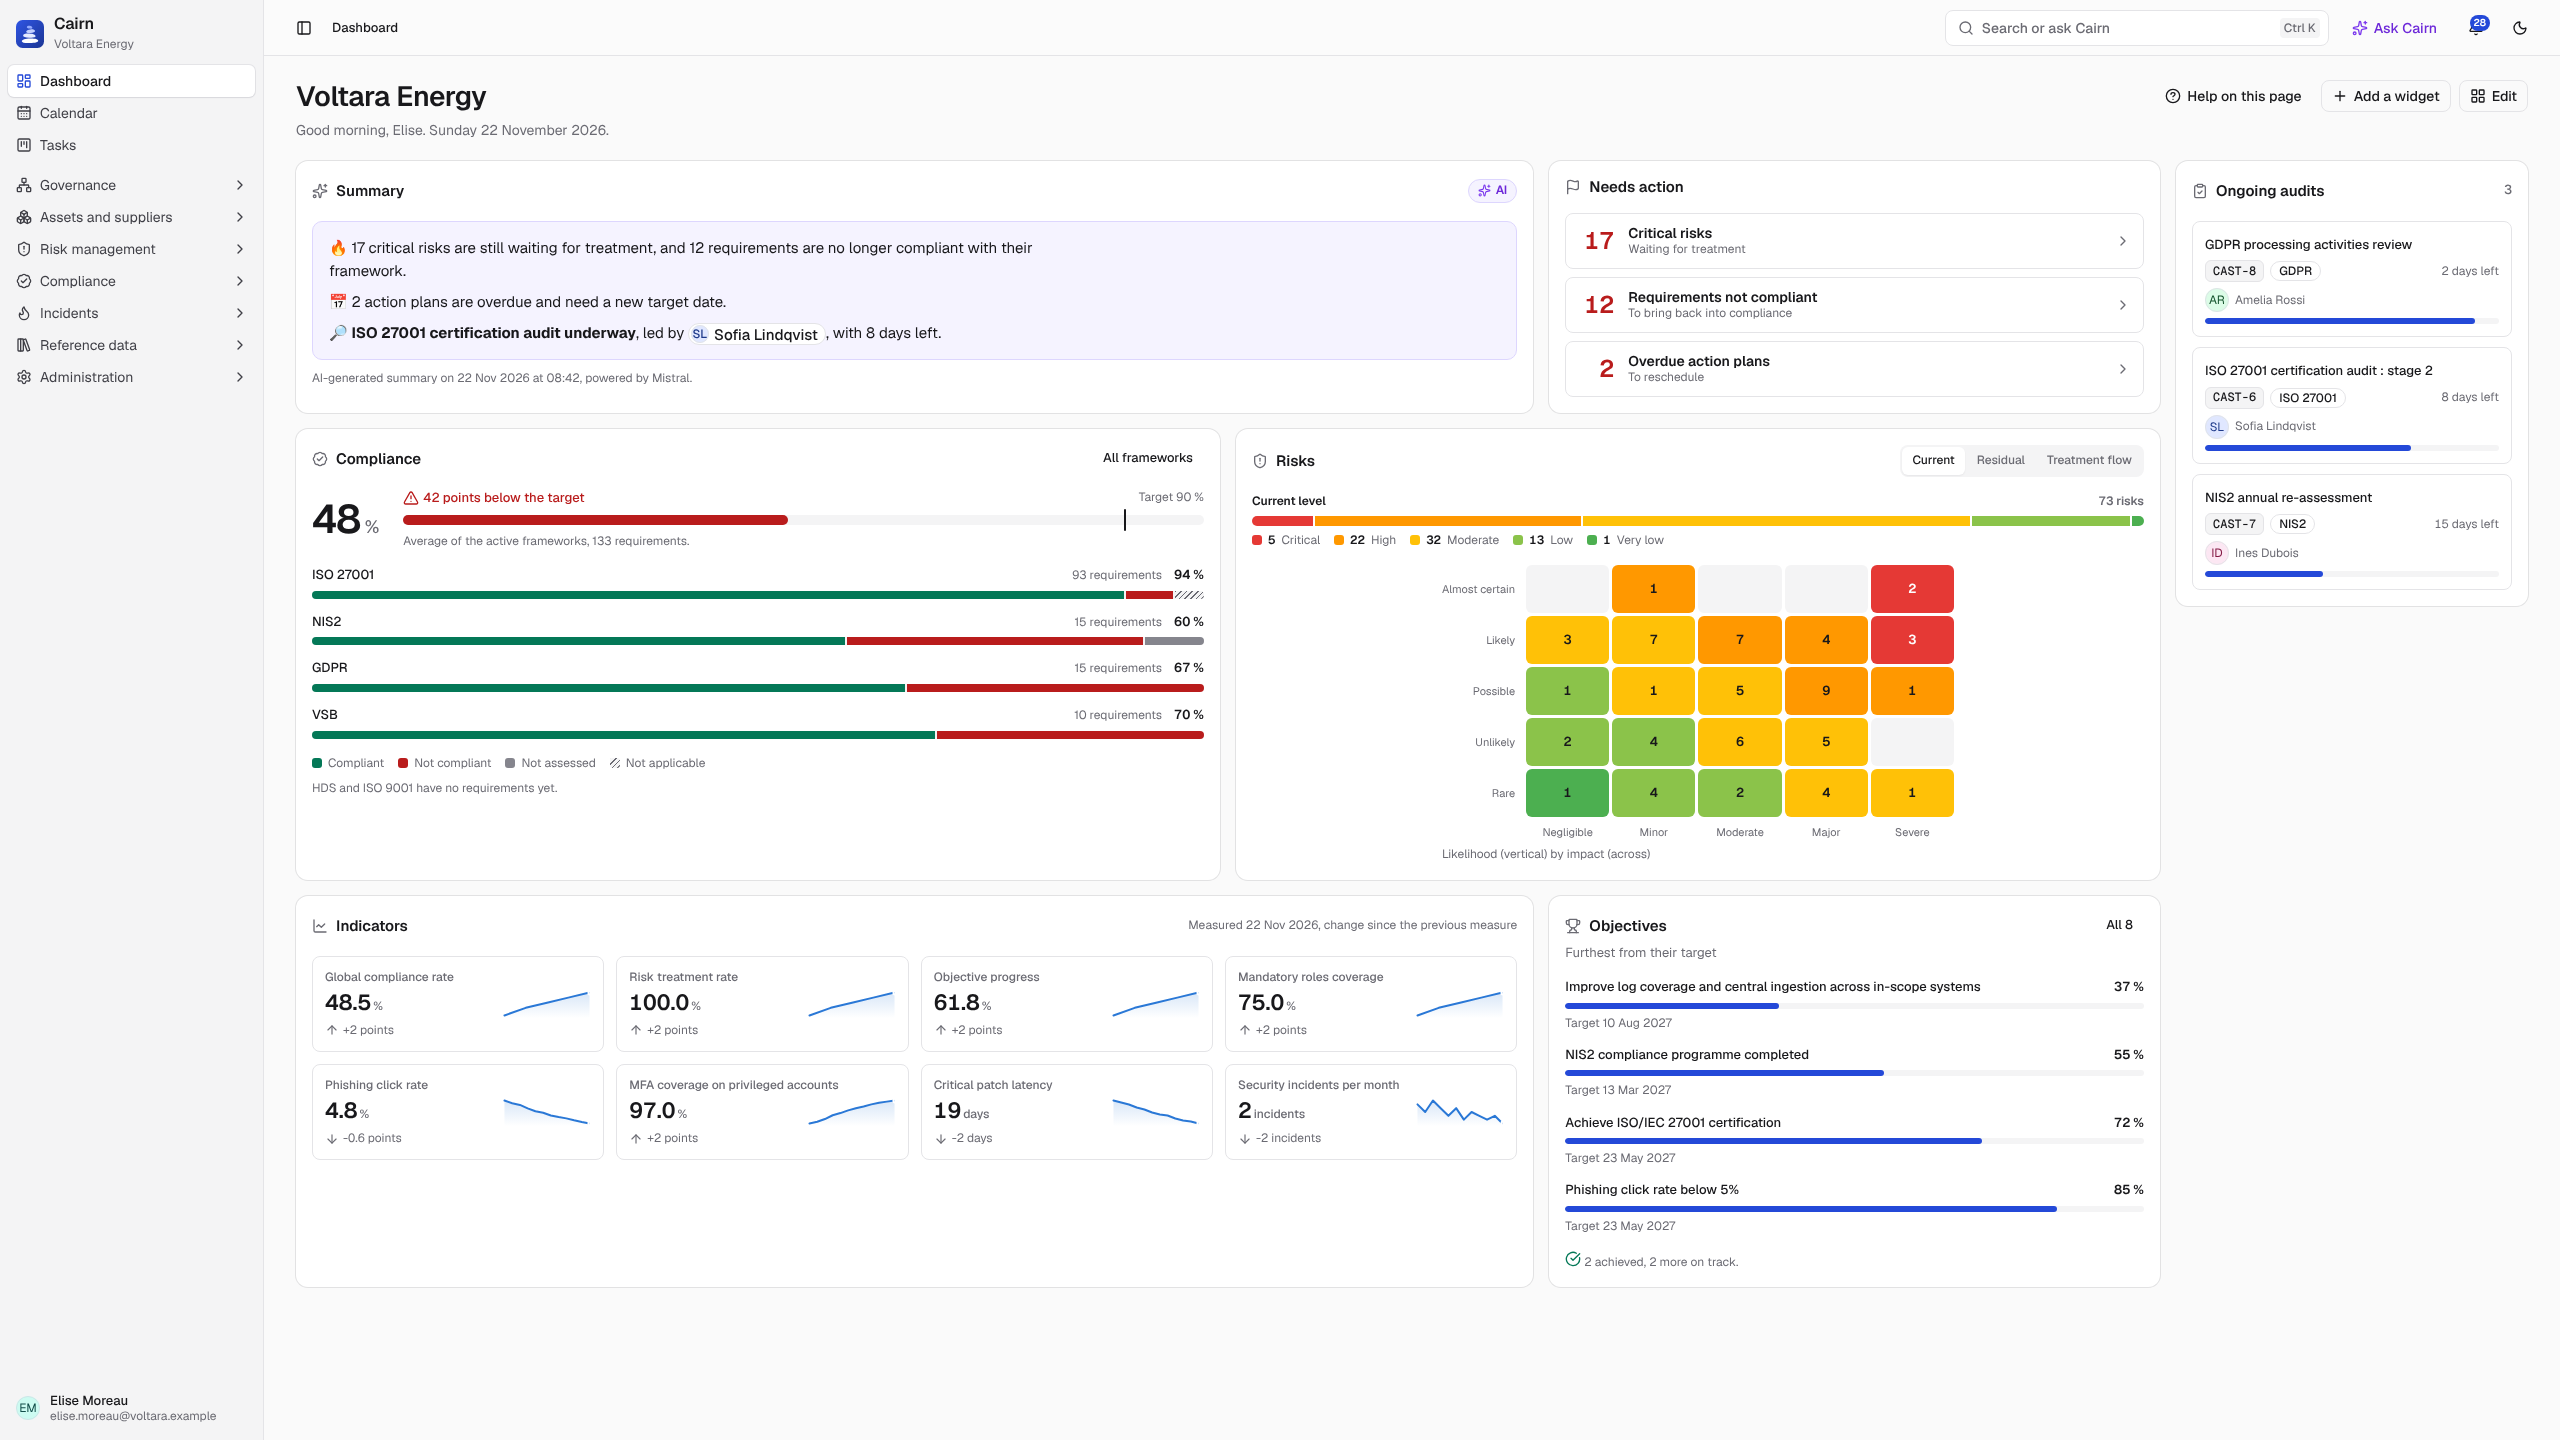 Cairn
Voltara Energy
Dashboard
Calendar
Tasks
Governance
Assets and suppliers
Risk management
Compliance
Incidents
Reference data
Administration
EM
Elise Moreau
elise.moreau@voltara.example
Dashboard
Search or ask Cairn
Ctrl K
Ask Cairn
28
Voltara Energy
Good morning, Elise. Sunday 22 November 2026.
Help on this page
Add a widget
Edit
Summary
AI
🔥 17 critical risks are still waiting for treatment, and 12 requirements are no longer compliant with their
framework.
📅 2 action plans are overdue and need a new target date.
🔎 ISO 27001 certification audit underway, led by SL Sofia Lindqvist, with 8 days left.
AI-generated summary on 22 Nov 2026 at 08:42, powered by Mistral.
Needs action
17
Critical risks
Waiting for treatment
12
Requirements not compliant
To bring back into compliance
2
Overdue action plans
To reschedule
Ongoing audits
3
GDPR processing activities review
CAST-8 GDPR 2 days left
AR Amelia Rossi
ISO 27001 certification audit : stage 2
CAST-6 ISO 27001 8 days left
SL Sofia Lindqvist
NIS2 annual re-assessment
CAST-7 NIS2 15 days left
ID Ines Dubois
Compliance
All frameworks
48 %
42 points below the target
Target 90 %
Average of the active frameworks, 133 requirements.
ISO 27001 93 requirements 94 %
NIS2 15 requirements 60 %
GDPR 15 requirements 67 %
VSB 10 requirements 70 %
Compliant Not compliant Not assessed Not applicable
HDS and ISO 9001 have no requirements yet.
Risks
Current Residual Treatment flow
Current level 73 risks
5 Critical 22 High 32 Moderate 13 Low 1 Very low
Almost certain 1 2
Likely 3 7 7 4 3
Possible 1 1 5 9 1
Unlikely 2 4 6 5
Rare 1 4 2 4 1
Negligible Minor Moderate Major Severe
Likelihood (vertical) by impact (across)
Indicators
Measured 22 Nov 2026, change since the previous measure
Global compliance rate
48.5 %
+2 points
Risk treatment rate
100.0 %
+2 points
Objective progress
61.8 %
+2 points
Mandatory roles coverage
75.0 %
+2 points
Phishing click rate
4.8 %
-0.6 points
MFA coverage on privileged accounts
97.0 %
+2 points
Critical patch latency
19 days
-2 days
Security incidents per month
2 incidents
-2 incidents
Objectives
All 8
Furthest from their target
Improve log coverage and central ingestion across in-scope systems 37 %
Target 10 Aug 2027
NIS2 compliance programme completed 55 %
Target 13 Mar 2027
Achieve ISO/IEC 27001 certification 72 %
Target 23 May 2027
Phishing click rate below 5% 85 %
Target 23 May 2027
2 achieved, 2 more on track.